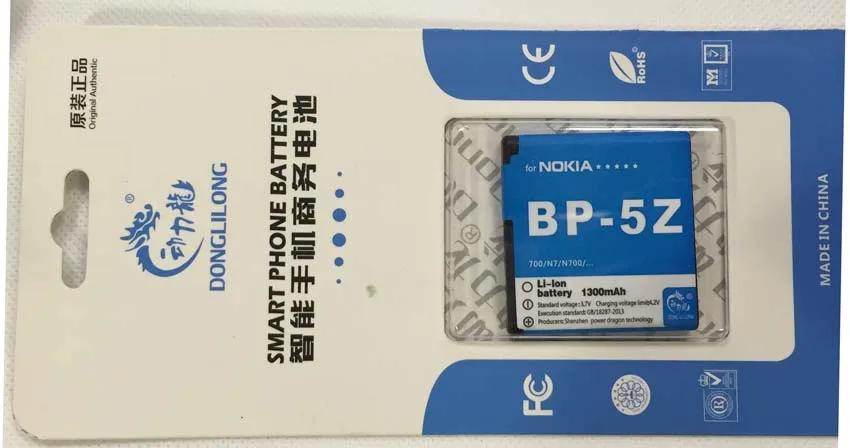 原装正品
Original Authentic
动力龍
®
DONGLILONG
SMART PHONE BATTERY
智能手机商务电池
CE
RoHS
M
V
for NOKIA *****
BP-5Z
700/N7/N700/...
Li-Ion
battery 1300mAh
Standard voltage:3.7V Charging voltage limit:4.2V
Execution standard: GB/18287-2013
Producers:Shenzhen power dragon technology
DONGLILONG
MADE IN CHINA
FC
V
R